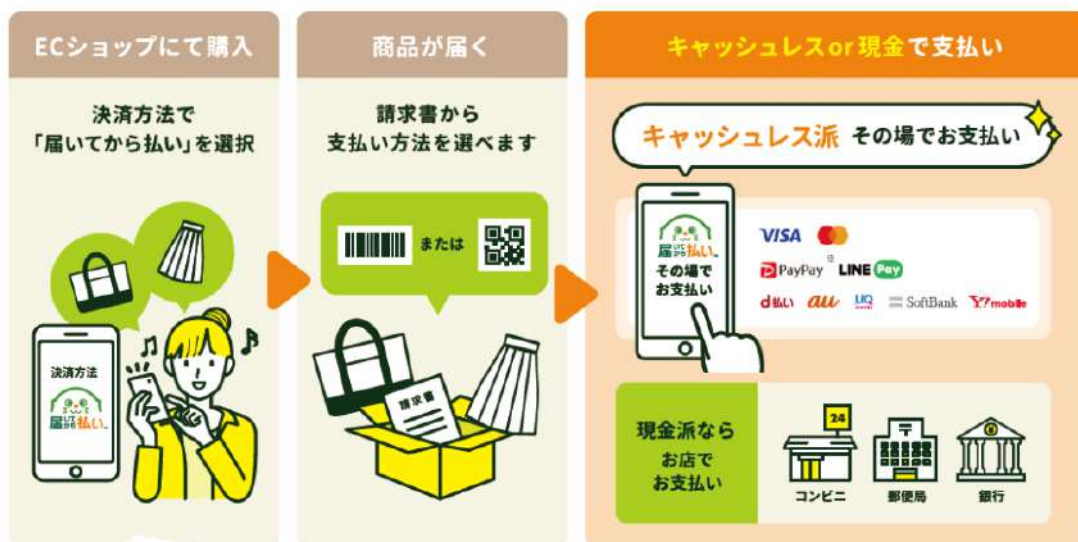 ECショップにて購入
決済方法で
「届いてから払い」を選択
決済方法
届いてから払い
商品が届く
請求書から
支払い方法を選べます
または
請求書
キャッシュレスor現金で支払い
キャッシュレス派 その場でお支払い
届いてから払い
その場で
お支払い
VISA
PayPay LINE Pay
d払い au UQ SoftBank Y!mobile
現金派なら
お店で
お支払い
24
〒
コンビニ 郵便局 銀行